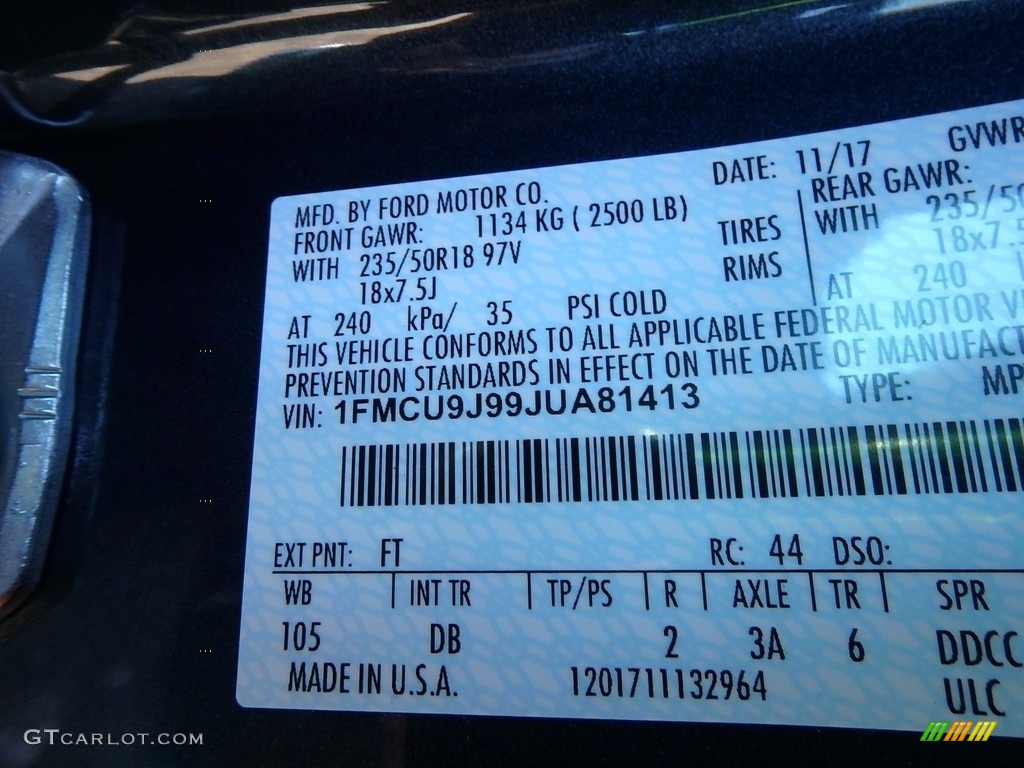 DATE: 11/17 GVWR
MFD. BY FORD MOTOR CO.
FRONT GAWR: 1134 KG ( 2500 LB) REAR GAWR:
WITH 235/50R18 97V TIRES WITH 235/50
18x7.5J RIMS 18x7.5
AT 240 kPa/ 35 PSI COLD AT 240
THIS VEHICLE CONFORMS TO ALL APPLICABLE FEDERAL MOTOR V
PREVENTION STANDARDS IN EFFECT ON THE DATE OF MANUFACT
VIN: 1FMCU9J99JUA81413 TYPE: MP
EXT PNT: FT RC: 44 DSO:
WB INT TR TP/PS R AXLE TR SPR
105 DB 2 3A 6 DDCC
MADE IN U.S.A. 1201711132964 ULC
GTCARLOT.COM